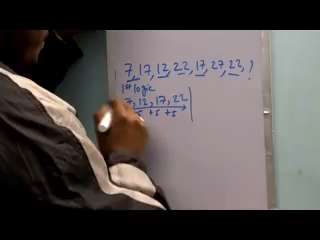 7, 17, 12, 22, 17, 27, 22, ?
1st logic
7, 12, 17, 22
5 +5 +5